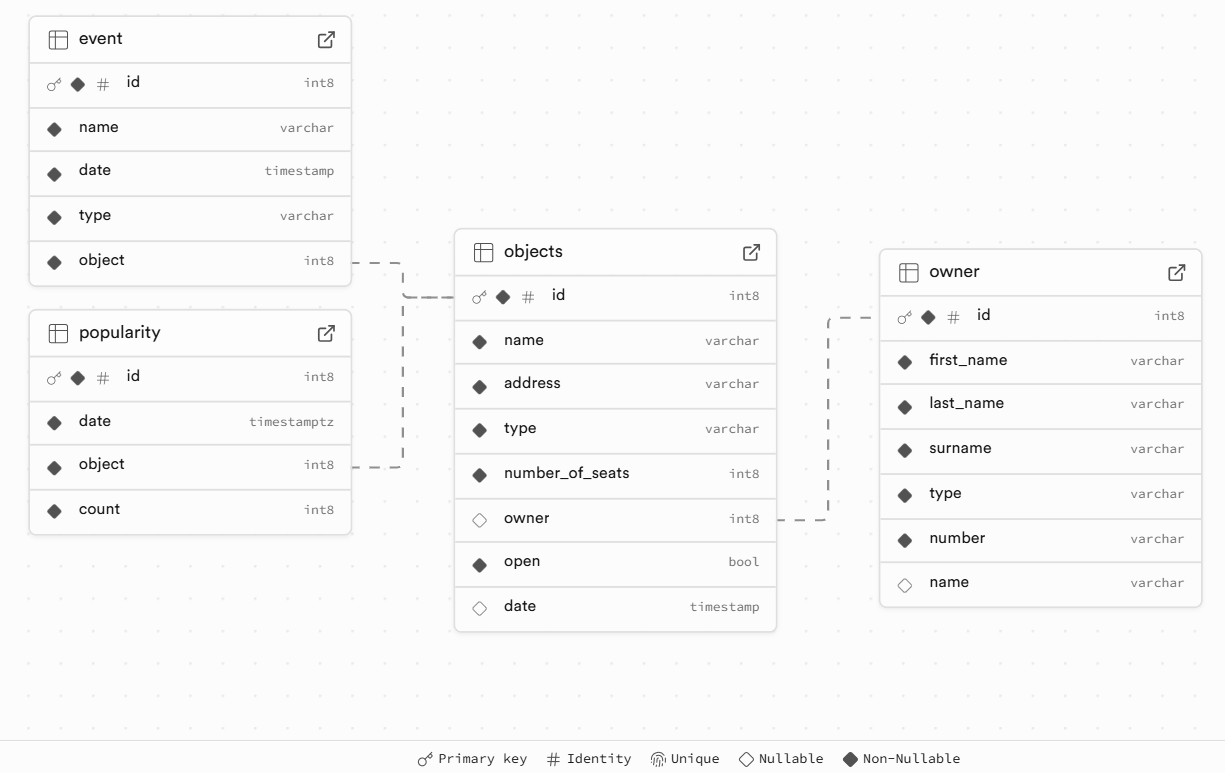 event
# id int8
name varchar
date timestamp
type varchar
object int8
popularity
# id int8
date timestamptz
object int8
count int8
objects
# id int8
name varchar
address varchar
type varchar
number_of_seats int8
owner int8
open bool
date timestamp
owner
# id int8
first_name varchar
last_name varchar
surname varchar
type varchar
number varchar
name varchar
Primary key # Identity Unique Nullable Non-Nullable